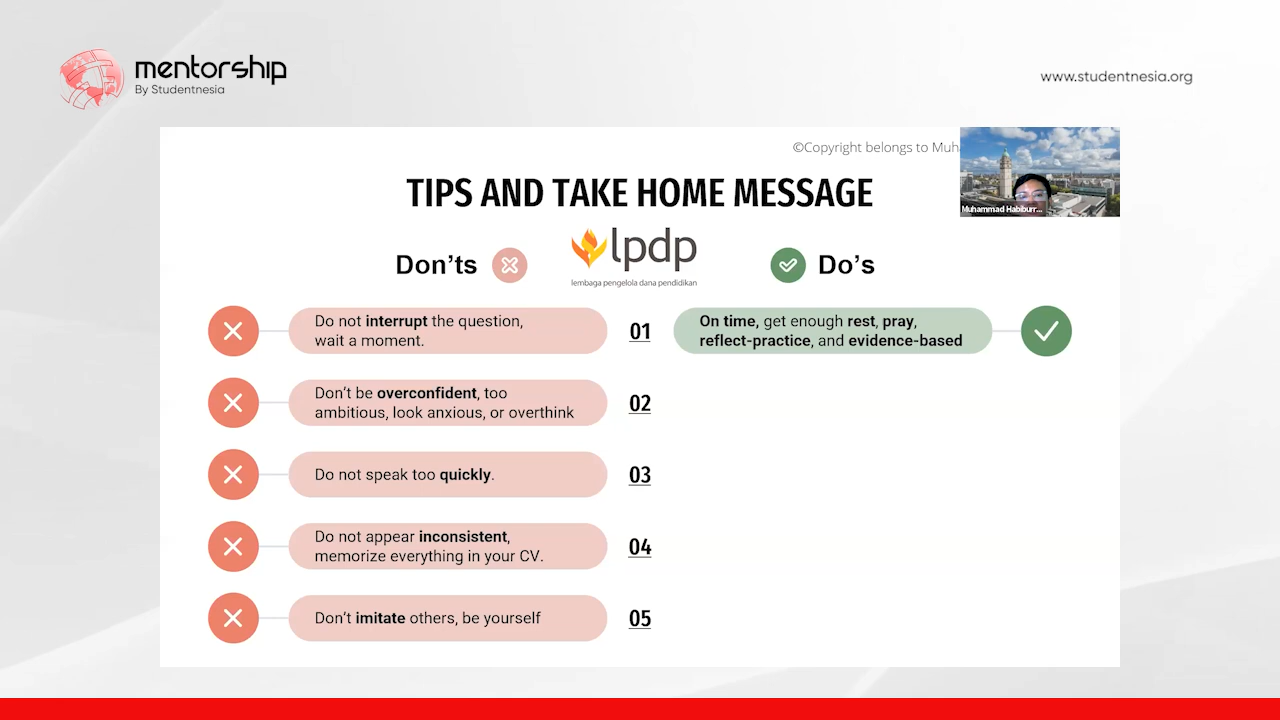 mentorship
By Studentnesia
www.studentnesia.org
©Copyright belongs to
Muhammad Habiburr...
TIPS AND TAKE HOME MESSAGE
Don'ts
lpdp
lembaga pengelola dana pendidikan
Do's
Do not interrupt the question,
wait a moment.
01
On time, get enough rest, pray,
reflect-practice, and evidence-based
Don't be overconfident, too
ambitious, look anxious, or overthink
02
Do not speak too quickly.
03
Do not appear inconsistent,
memorize everything in your CV.
04
Don't imitate others, be yourself
05